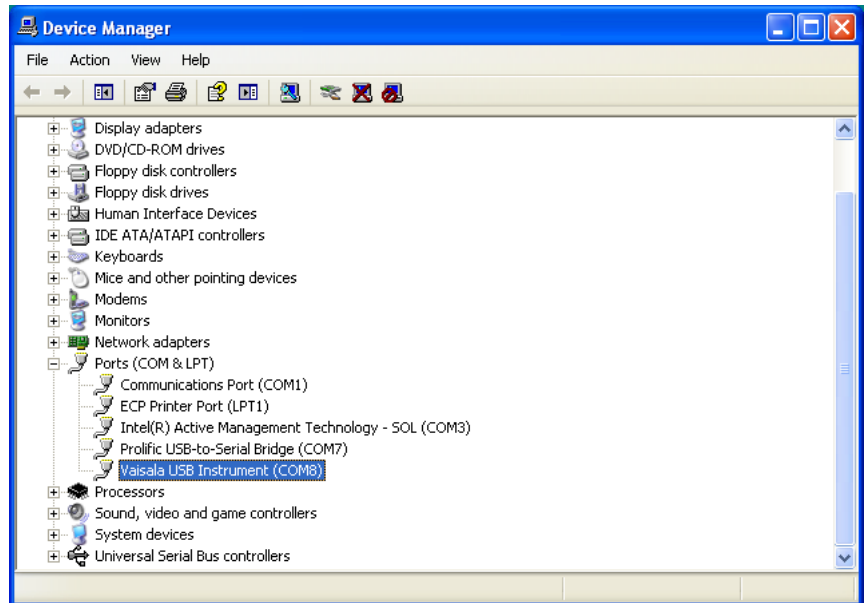 Device Manager
File Action View Help
Display adapters
DVD/CD-ROM drives
Floppy disk controllers
Floppy disk drives
Human Interface Devices
IDE ATA/ATAPI controllers
Keyboards
Mice and other pointing devices
Modems
Monitors
Network adapters
Ports (COM & LPT)
Communications Port (COM1)
ECP Printer Port (LPT1)
Intel(R) Active Management Technology - SOL (COM3)
Prolific USB-to-Serial Bridge (COM7)
Vaisala USB Instrument (COM8)
Processors
Sound, video and game controllers
System devices
Universal Serial Bus controllers